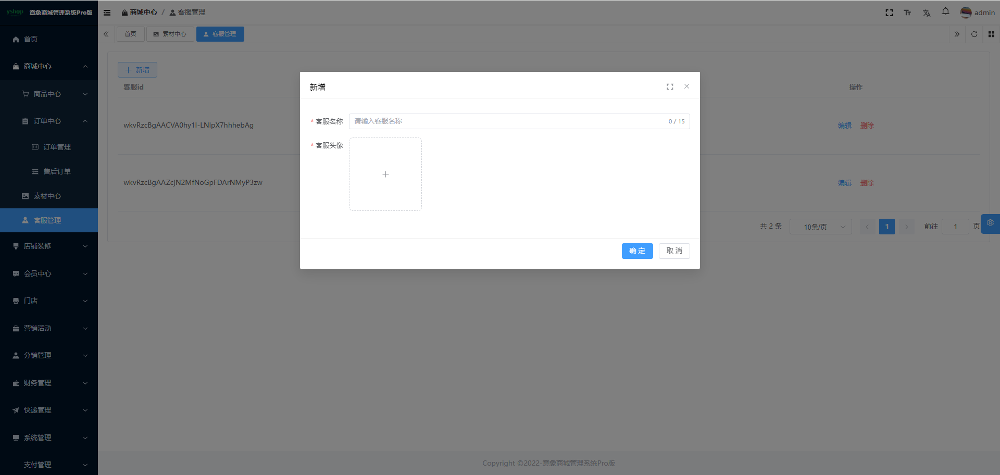 yshop 意象商城管理系统Pro版
商城中心 / 客服管理
admin
首页
素材中心
客服管理
首页
商城中心
商品中心
订单中心
订单管理
售后订单
素材中心
客服管理
店铺装修
会员中心
门店
营销活动
分销管理
财务管理
快递管理
系统管理
支付管理
新增
客服id
操作
wkvRzcBgAACVA0hy1I-LNlpX7hhhebAg
编辑 删除
wkvRzcBgAAZcjN2MfNoGpFDArNMyP3zw
编辑 删除
共 2 条 10条/页 1 前往 1 页
新增
* 客服名称 请输入客服名称 0 / 15
* 客服头像
确 定 取 消
Copyright ©2022-意象商城管理系统Pro版